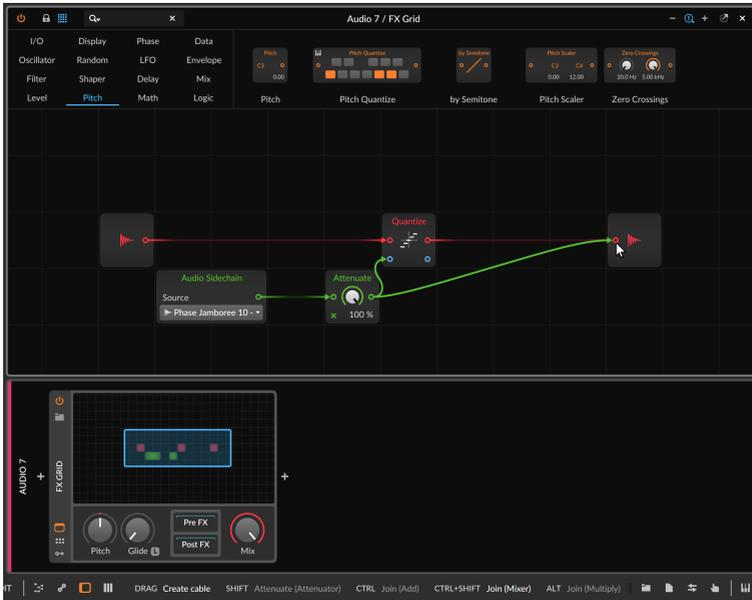 Audio 7 / FX Grid
I/O Display Phase Data
Oscillator Random LFO Envelope
Filter Shaper Delay Mix
Level Pitch Math Logic
Pitch
C3
0.00
Pitch
Pitch Quantize
Pitch Quantize
by Semitone
by Semitone
Pitch Scaler
C3 C4
0.00 12.00
Pitch Scaler
Zero Crossings
20.0 Hz 5.00 kHz
Zero Crossings
Quantize
Audio Sidechain
Source
Phase Jamboree 10 -
Attenuate
100 %
AUDIO 7
FX GRID
Pitch
Glide L
Pre FX
Post FX
Mix
DRAG Create cable SHIFT Attenuate (Attenuator) CTRL Join (Add) CTRL+SHIFT Join (Mixer) ALT Join (Multiply)